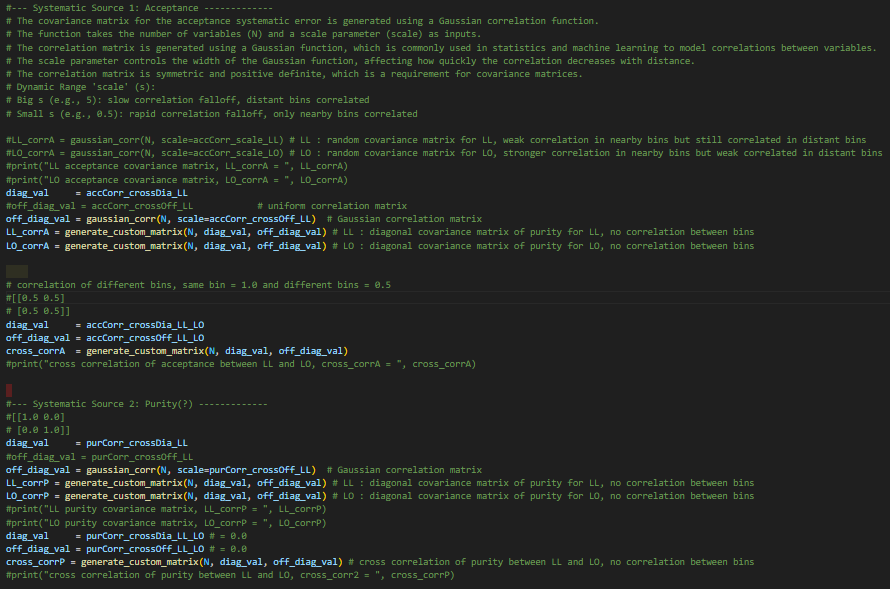 #--- Systematic Source 1: Acceptance -------------
# The covariance matrix for the acceptance systematic error is generated using a Gaussian correlation function.
# The function takes the number of variables (N) and a scale parameter (scale) as inputs.
# The correlation matrix is generated using a Gaussian function, which is commonly used in statistics and machine learning to model correlations between variables.
# The scale parameter controls the width of the Gaussian function, affecting how quickly the correlation decreases with distance.
# The correlation matrix is symmetric and positive definite, which is a requirement for covariance matrices.
# Dynamic Range 'scale' (s):
# Big s (e.g., 5): slow correlation falloff, distant bins correlated
# Small s (e.g., 0.5): rapid correlation falloff, only nearby bins correlated
#LL_corrA = gaussian_corr(N, scale=accCorr_scale_LL) # LL : random covariance matrix for LL, weak correlation in nearby bins but still correlated in distant bins
#LO_corrA = gaussian_corr(N, scale=accCorr_scale_LO) # LO : random covariance matrix for LO, stronger correlation in nearby bins but weak correlated in distant bins
#print("LL acceptance covariance matrix, LL_corrA = ", LL_corrA)
#print("LO acceptance covariance matrix, LO_corrA = ", LO_corrA)
diag_val     = accCorr_crossDia_LL
#off_diag_val = accCorr_crossOff_LL           # uniform correlation matrix
off_diag_val = gaussian_corr(N, scale=accCorr_crossOff_LL)  # Gaussian correlation matrix
LL_corrA = generate_custom_matrix(N, diag_val, off_diag_val) # LL : diagonal covariance matrix of purity for LL, no correlation between bins
LO_corrA = generate_custom_matrix(N, diag_val, off_diag_val) # LO : diagonal covariance matrix of purity for LO, no correlation between bins
# correlation of different bins, same bin = 1.0 and different bins = 0.5
#[[0.5 0.5]
# [0.5 0.5]]
diag_val     = accCorr_crossDia_LL_LO
off_diag_val = accCorr_crossOff_LL_LO
cross_corrA  = generate_custom_matrix(N, diag_val, off_diag_val)
#print("cross correlation of acceptance between LL and LO, cross_corrA = ", cross_corrA)
#--- Systematic Source 2: Purity(?) -------------
#[[1.0 0.0]
# [0.0 1.0]]
diag_val     = purCorr_crossDia_LL
#off_diag_val = purCorr_crossOff_LL
off_diag_val = gaussian_corr(N, scale=purCorr_crossOff_LL)  # Gaussian correlation matrix
LL_corrP = generate_custom_matrix(N, diag_val, off_diag_val) # LL : diagonal covariance matrix of purity for LL, no correlation between bins
LO_corrP = generate_custom_matrix(N, diag_val, off_diag_val) # LO : diagonal covariance matrix of purity for LO, no correlation between bins
#print("LL purity covariance matrix, LL_corrP = ", LL_corrP)
#print("LO purity covariance matrix, LO_corrP = ", LO_corrP)
diag_val     = purCorr_crossDia_LL_LO # = 0.0
off_diag_val = purCorr_crossOff_LL_LO # = 0.0
cross_corrP = generate_custom_matrix(N, diag_val, off_diag_val) # cross correlation of purity between LL and LO, no correlation between bins
#print("cross correlation of purity between LL and LO, cross_corr2 = ", cross_corrP)